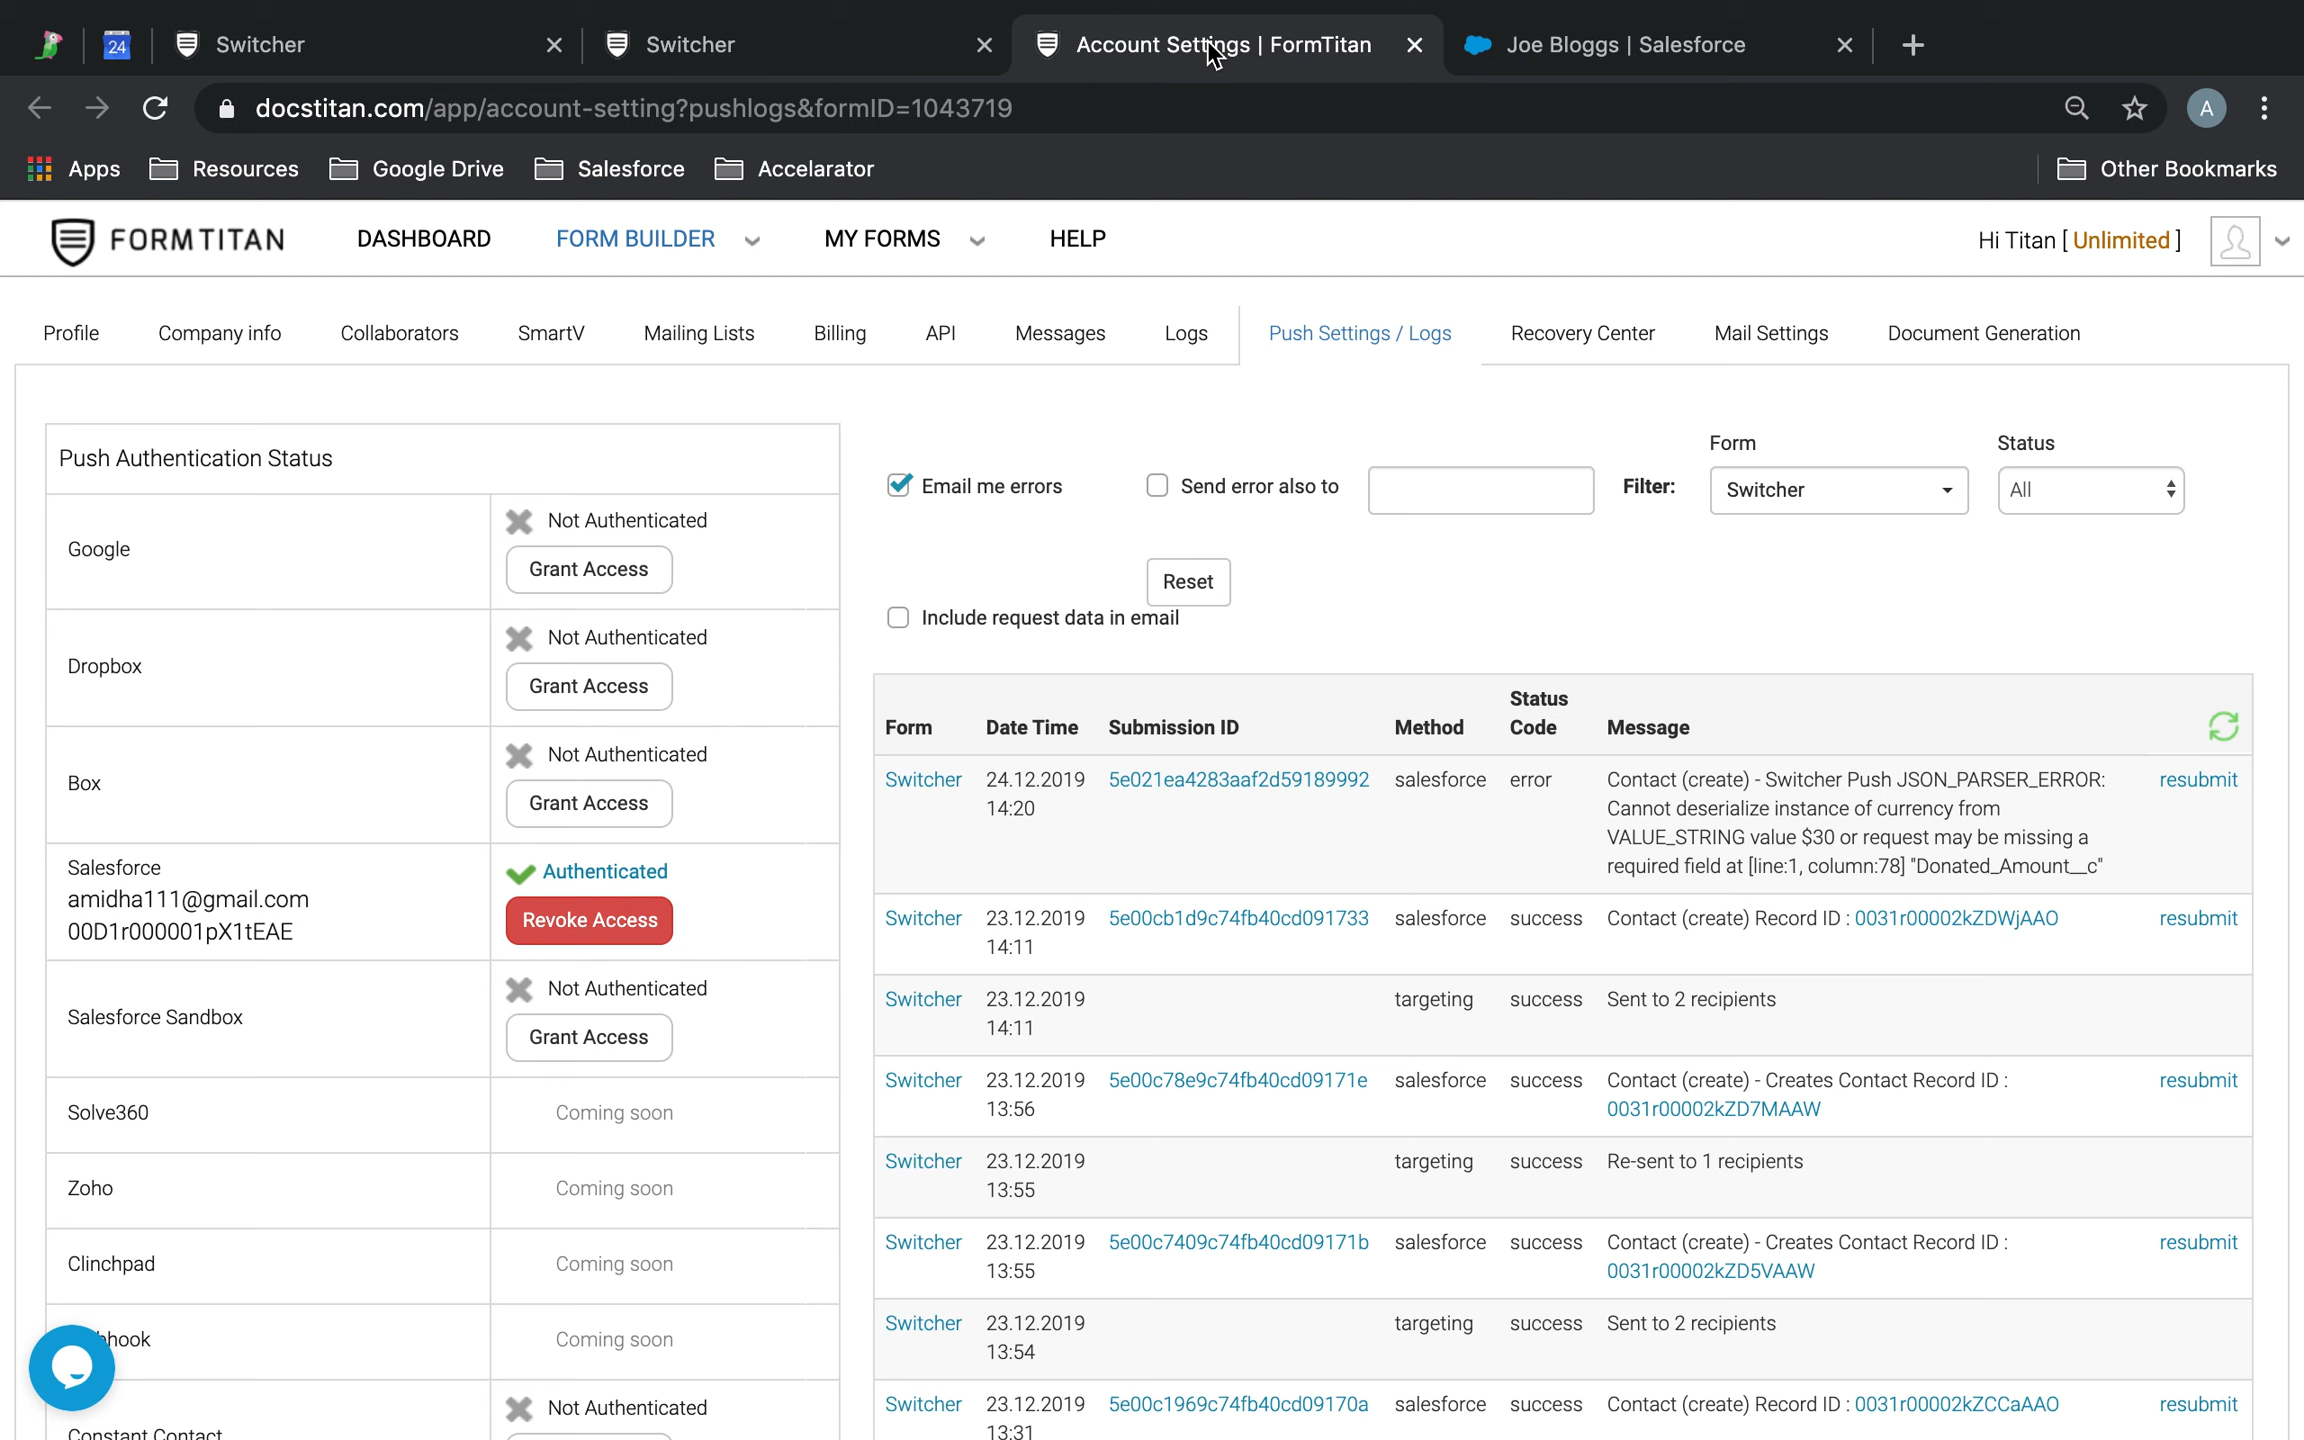 24
Switcher
Switcher
Account Settings | FormTitan
Joe Bloggs | Salesforce
docstitan.com/app/account-setting?pushlogs&formID=1043719
A
Apps
Resources
Google Drive
Salesforce
Accelarator
Other Bookmarks
FORMTITAN
DASHBOARD
FORM BUILDER
MY FORMS
HELP
Hi Titan [ Unlimited ]
Profile
Company info
Collaborators
SmartV
Mailing Lists
Billing
API
Messages
Logs
Push Settings / Logs
Recovery Center
Mail Settings
Document Generation
Push Authentication Status
Google
Not Authenticated
Grant Access
Dropbox
Not Authenticated
Grant Access
Box
Not Authenticated
Grant Access
Salesforce
amidha111@gmail.com
00D1r000001pX1tEAE
Authenticated
Revoke Access
Salesforce Sandbox
Not Authenticated
Grant Access
Solve360
Coming soon
Zoho
Coming soon
Clinchpad
Coming soon
hook
Coming soon
Constant Contact
Not Authenticated
Email me errors
Send error also to
Filter:
Form
Switcher
Status
All
Reset
Include request data in email
Form
Date Time
Submission ID
Method
Status
Code
Message
Switcher
24.12.2019
14:20
5e021ea4283aaf2d59189992
salesforce
error
Contact (create) - Switcher Push JSON_PARSER_ERROR:
Cannot deserialize instance of currency from
VALUE_STRING value $30 or request may be missing a
required field at [line:1, column:78] "Donated_Amount__c"
resubmit
Switcher
23.12.2019
14:11
5e00cb1d9c74fb40cd091733
salesforce
success
Contact (create) Record ID : 0031r00002kZDWjAAO
resubmit
Switcher
23.12.2019
14:11
targeting
success
Sent to 2 recipients
Switcher
23.12.2019
13:56
5e00c78e9c74fb40cd09171e
salesforce
success
Contact (create) - Creates Contact Record ID :
0031r00002kZD7MAAW
resubmit
Switcher
23.12.2019
13:55
targeting
success
Re-sent to 1 recipients
Switcher
23.12.2019
13:55
5e00c7409c74fb40cd09171b
salesforce
success
Contact (create) - Creates Contact Record ID :
0031r00002kZD5VAAW
resubmit
Switcher
23.12.2019
13:54
targeting
success
Sent to 2 recipients
Switcher
23.12.2019
13:31
5e00c1969c74fb40cd09170a
salesforce
success
Contact (create) Record ID : 0031r00002kZCCaAAO
resubmit